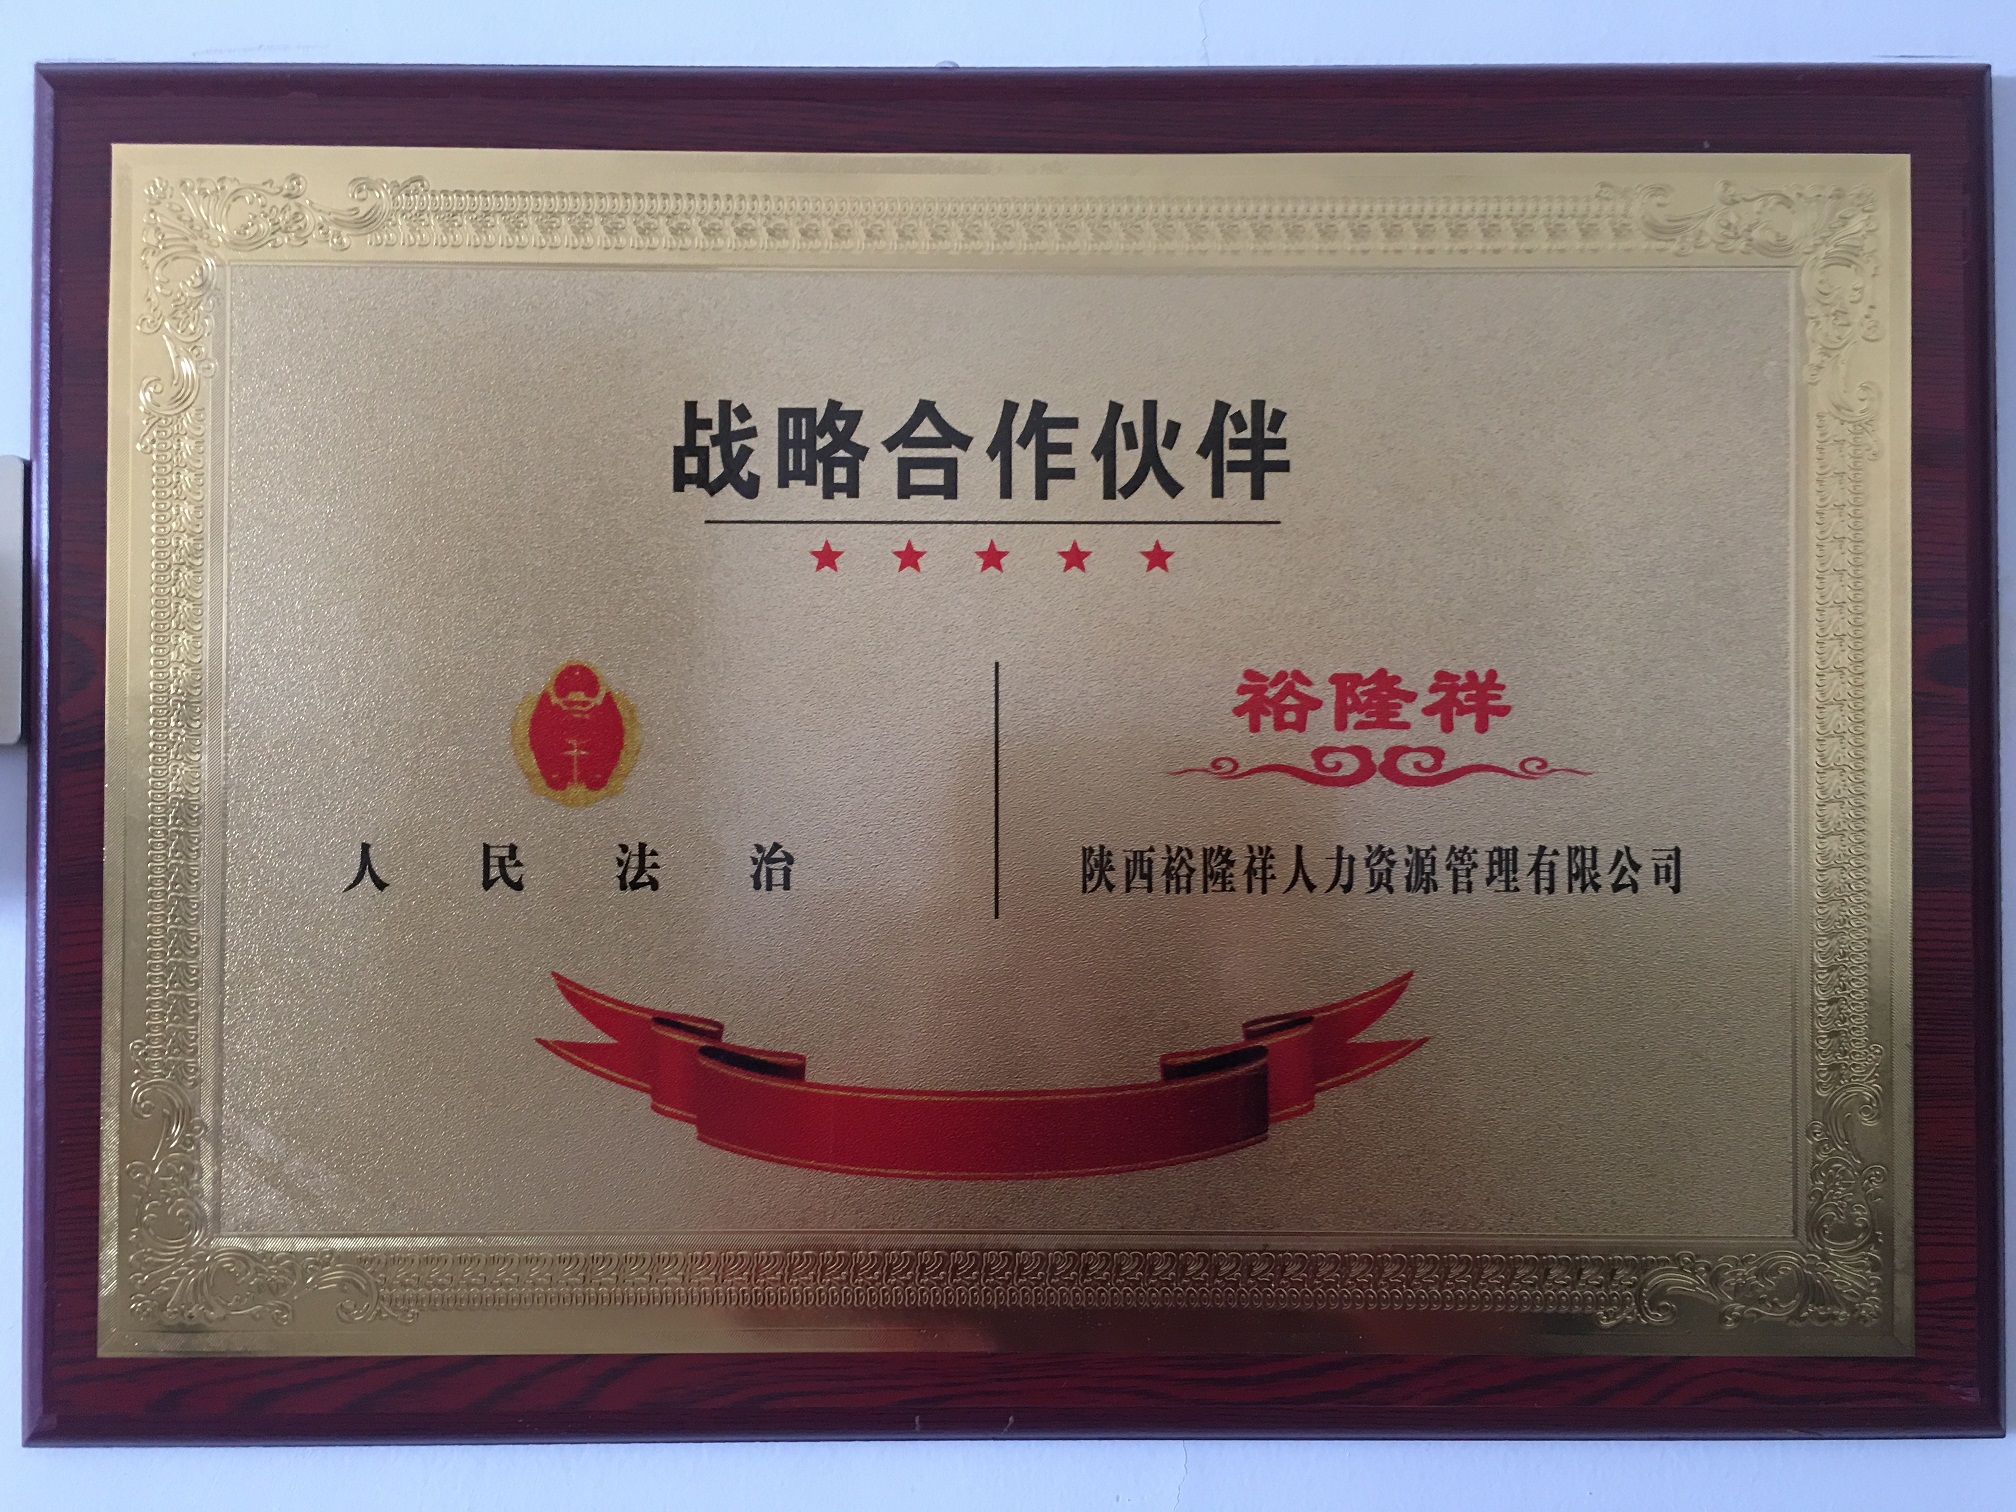 战略合作伙伴
人民法治
裕隆祥
陕西裕隆祥人力资源管理有限公司